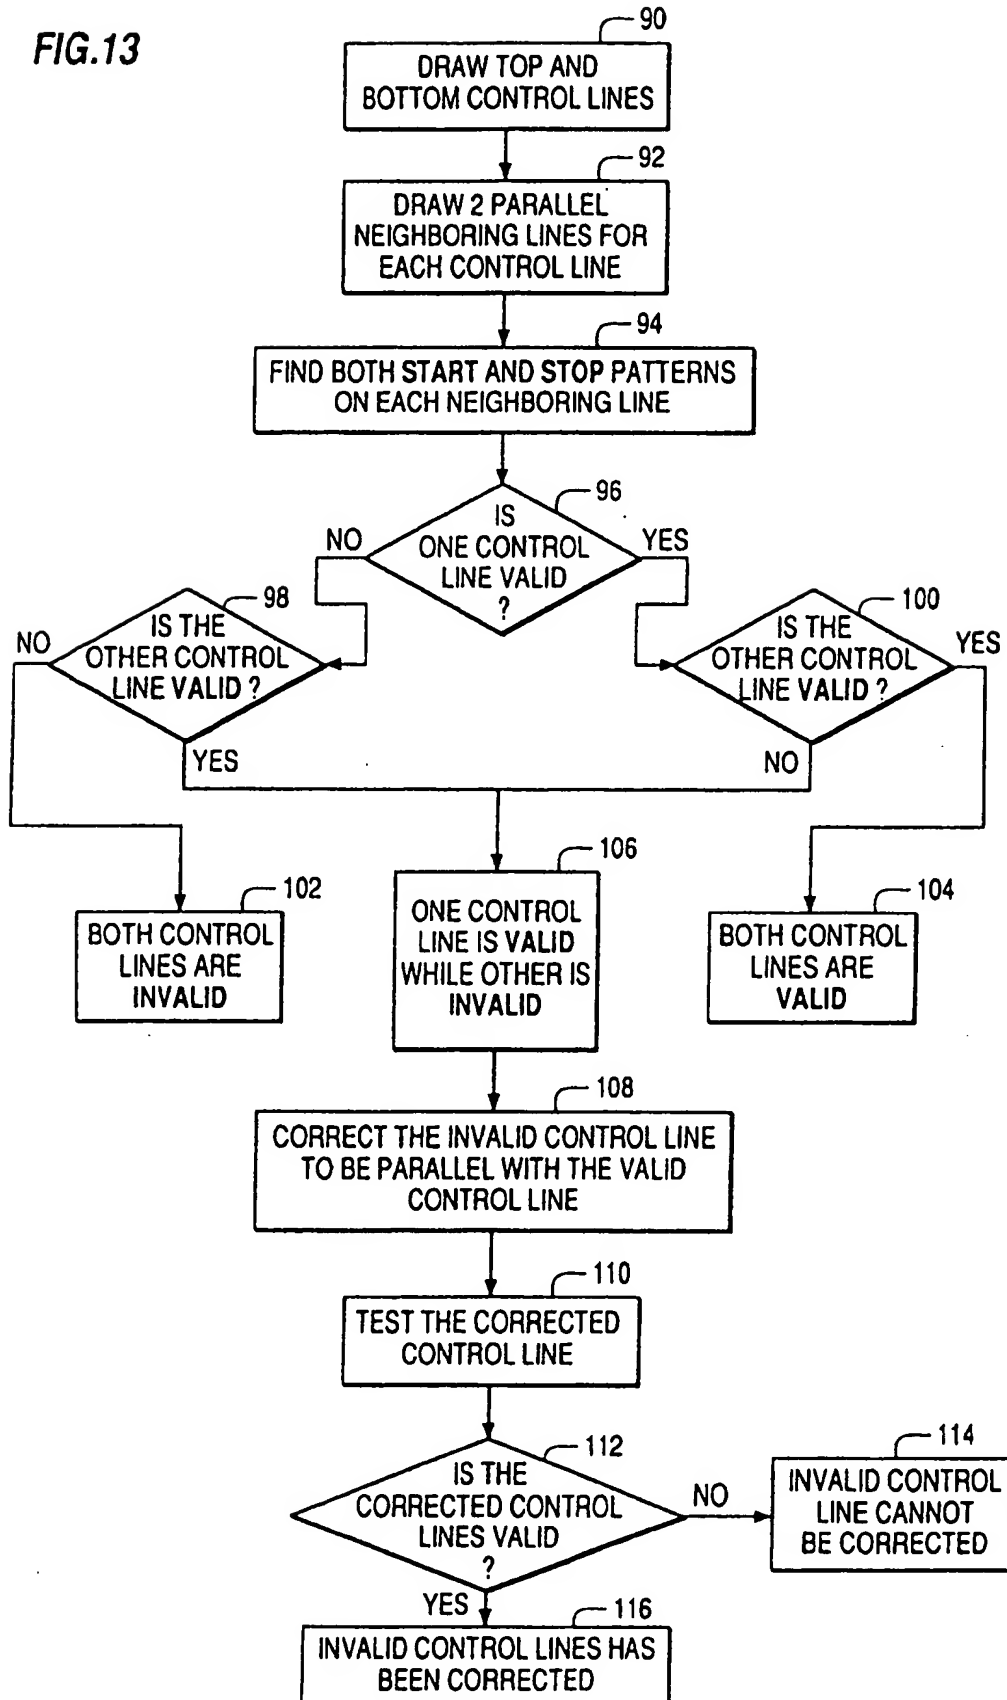 FIG.13
90
DRAW TOP AND
BOTTOM CONTROL LINES
92
DRAW 2 PARALLEL
NEIGHBORING LINES FOR
EACH CONTROL LINE
94
FIND BOTH START AND STOP PATTERNS
ON EACH NEIGHBORING LINE
96
IS
ONE CONTROL
LINE VALID
?
NO
YES
98
IS THE
OTHER CONTROL
LINE VALID ?
NO
YES
100
IS THE
OTHER CONTROL
LINE VALID ?
YES
NO
102
BOTH CONTROL
LINES ARE
INVALID
106
ONE CONTROL
LINE IS VALID
WHILE OTHER IS
INVALID
104
BOTH CONTROL
LINES ARE
VALID
108
CORRECT THE INVALID CONTROL LINE
TO BE PARALLEL WITH THE VALID
CONTROL LINE
110
TEST THE CORRECTED
CONTROL LINE
112
IS THE
CORRECTED CONTROL
LINES VALID
?
NO
114
INVALID CONTROL
LINE CANNOT
BE CORRECTED
YES
116
INVALID CONTROL LINES HAS
BEEN CORRECTED